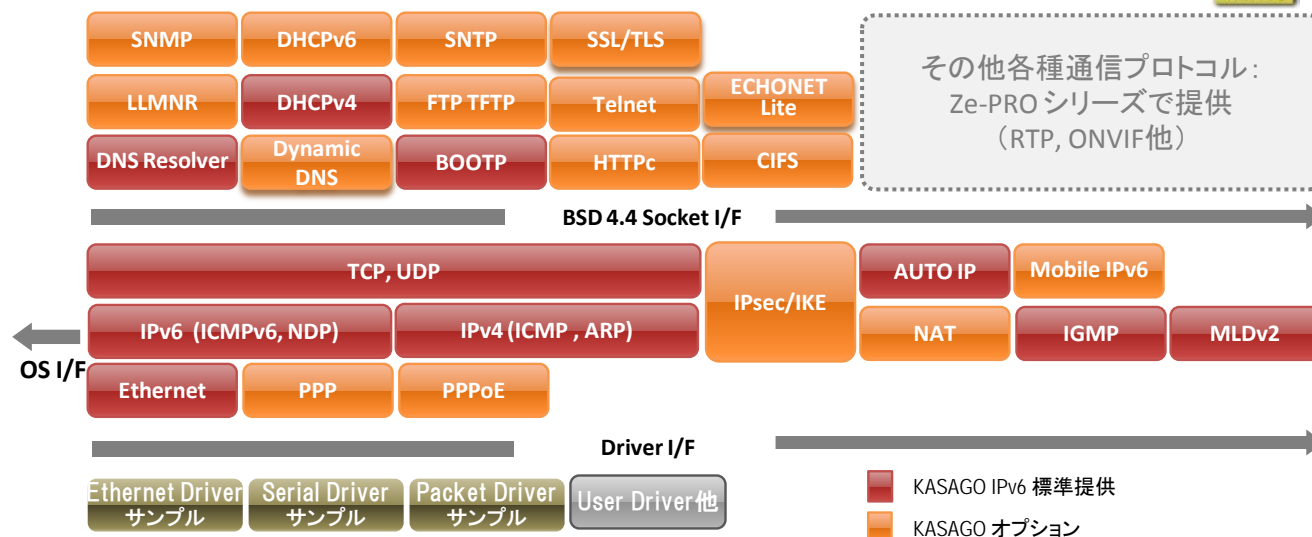 SNMP
DHCPv6
SNTP
SSL/TLS
LLMNR
DHCPv4
FTP TFTP
Telnet
ECHONET
Lite
DNS Resolver
Dynamic
DNS
BOOTP
HTTPc
CIFS
その他各種通信プロトコル:
Ze-PRO シリーズで提供
(RTP, ONVIF他)
BSD 4.4 Socket I/F
TCP, UDP
IPsec/IKE
AUTO IP
Mobile IPv6
IPv6 (ICMPv6, NDP)
IPv4 (ICMP , ARP)
NAT
IGMP
MLDv2
OS I/F
Ethernet
PPP
PPPoE
Driver I/F
Ethernet Driver
サンプル
Serial Driver
サンプル
Packet Driver
サンプル
User Driver他
KASAGO IPv6 標準提供
KASAGO オプション